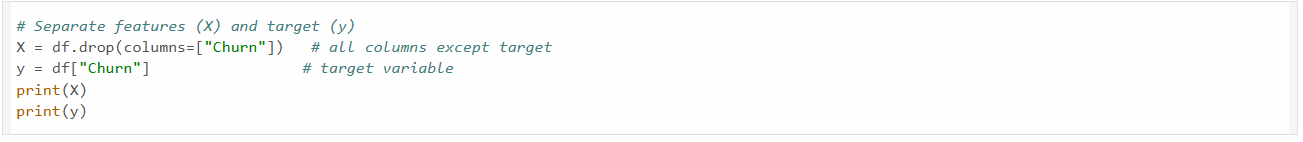 # Separate features (X) and target (y)
X = df.drop(columns=["Churn"])   # all columns except target
y = df["Churn"]                 # target variable
print(X)
print(y)